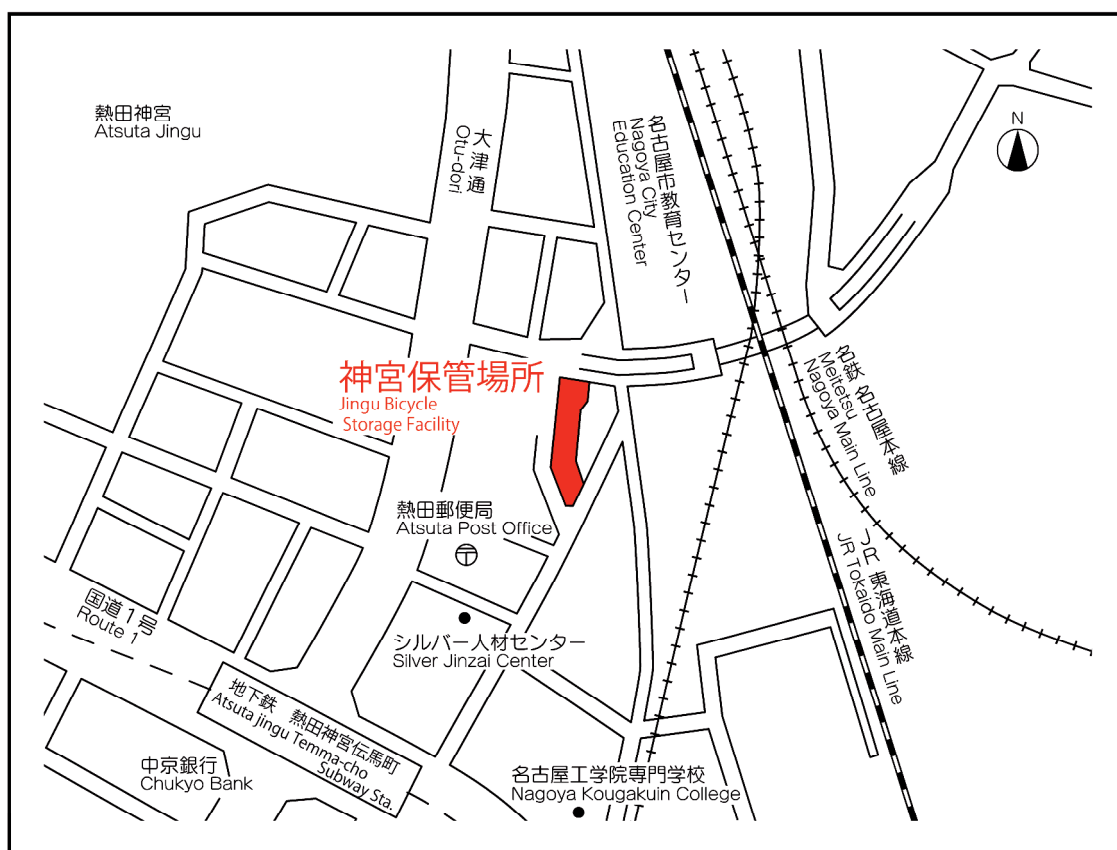 熱田神宮
Atsuta Jingu
大津通
Otu-dori
名古屋市教育センター
Nagoya City
Education Center
N
神宮保管場所
Jingu Bicycle
Storage Facility
名鉄 名古屋本線
Meitetsu
Nagoya Main Line
JR 東海道本線
JR Tokaido Main Line
熱田郵便局
Atsuta Post Office
〒
シルバー人材センター
Silver Jinzai Center
国道1号
Route 1
地下鉄 熱田神宮伝馬町
Atsuta jingu Temma-cho
Subway Sta.
中京銀行
Chukyo Bank
名古屋工学院専門学校
Nagoya Kougakuin College